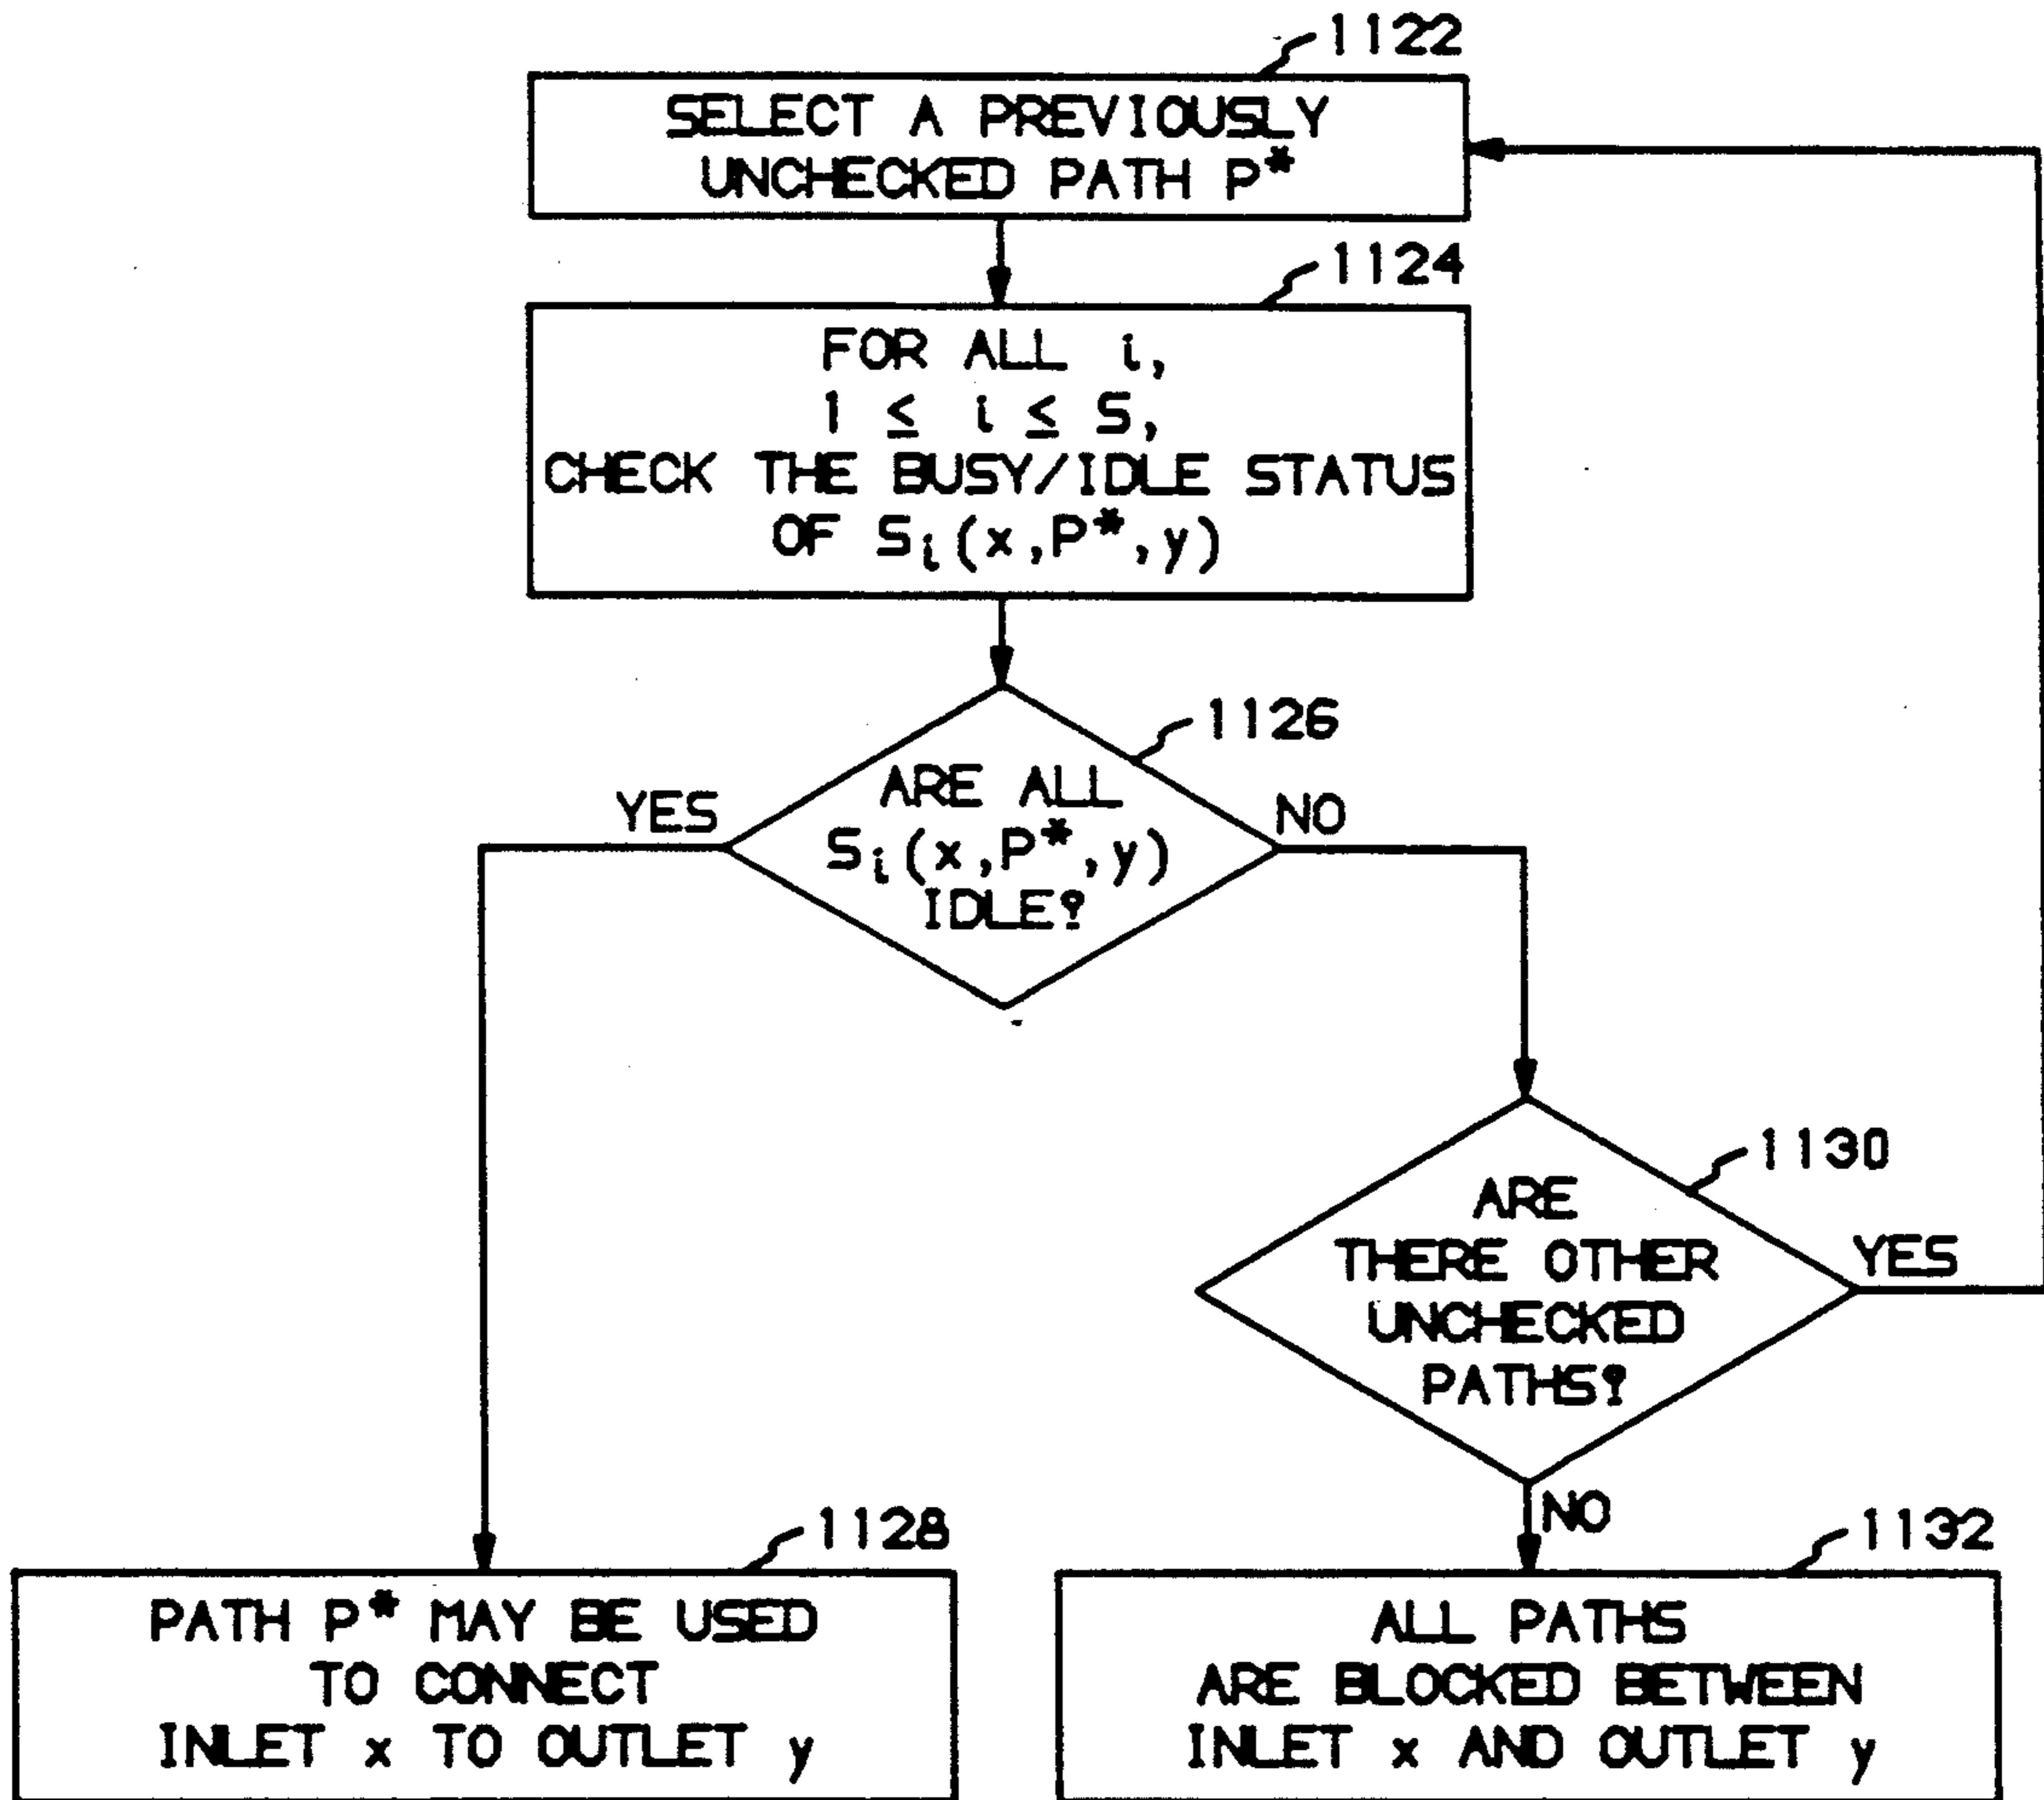 1122
SELECT A PREVIOUSLY
UNCHECKED PATH P*
1124
FOR ALL i,
1 ≤ i ≤ S,
CHECK THE BUSY/IDLE STATUS
OF Si(x,P*,y)
1126
YES
ARE ALL
Si(x,P*,y)
IDLE?
NO
1130
ARE
THERE OTHER
UNCHECKED
PATHS?
YES
NO
1128
PATH P* MAY BE USED
TO CONNECT
INLET x TO OUTLET y
1132
ALL PATHS
ARE BLOCKED BETWEEN
INLET x AND OUTLET y